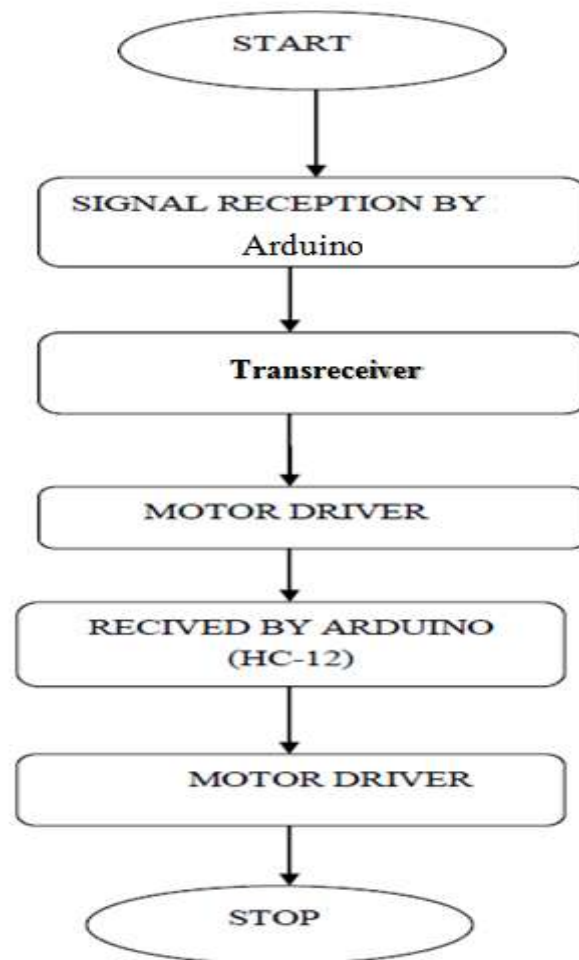 START
SIGNAL RECEPTION BY
Arduino
Transreceiver
MOTOR DRIVER
RECIVED BY ARDUINO
(HC-12)
MOTOR DRIVER
STOP